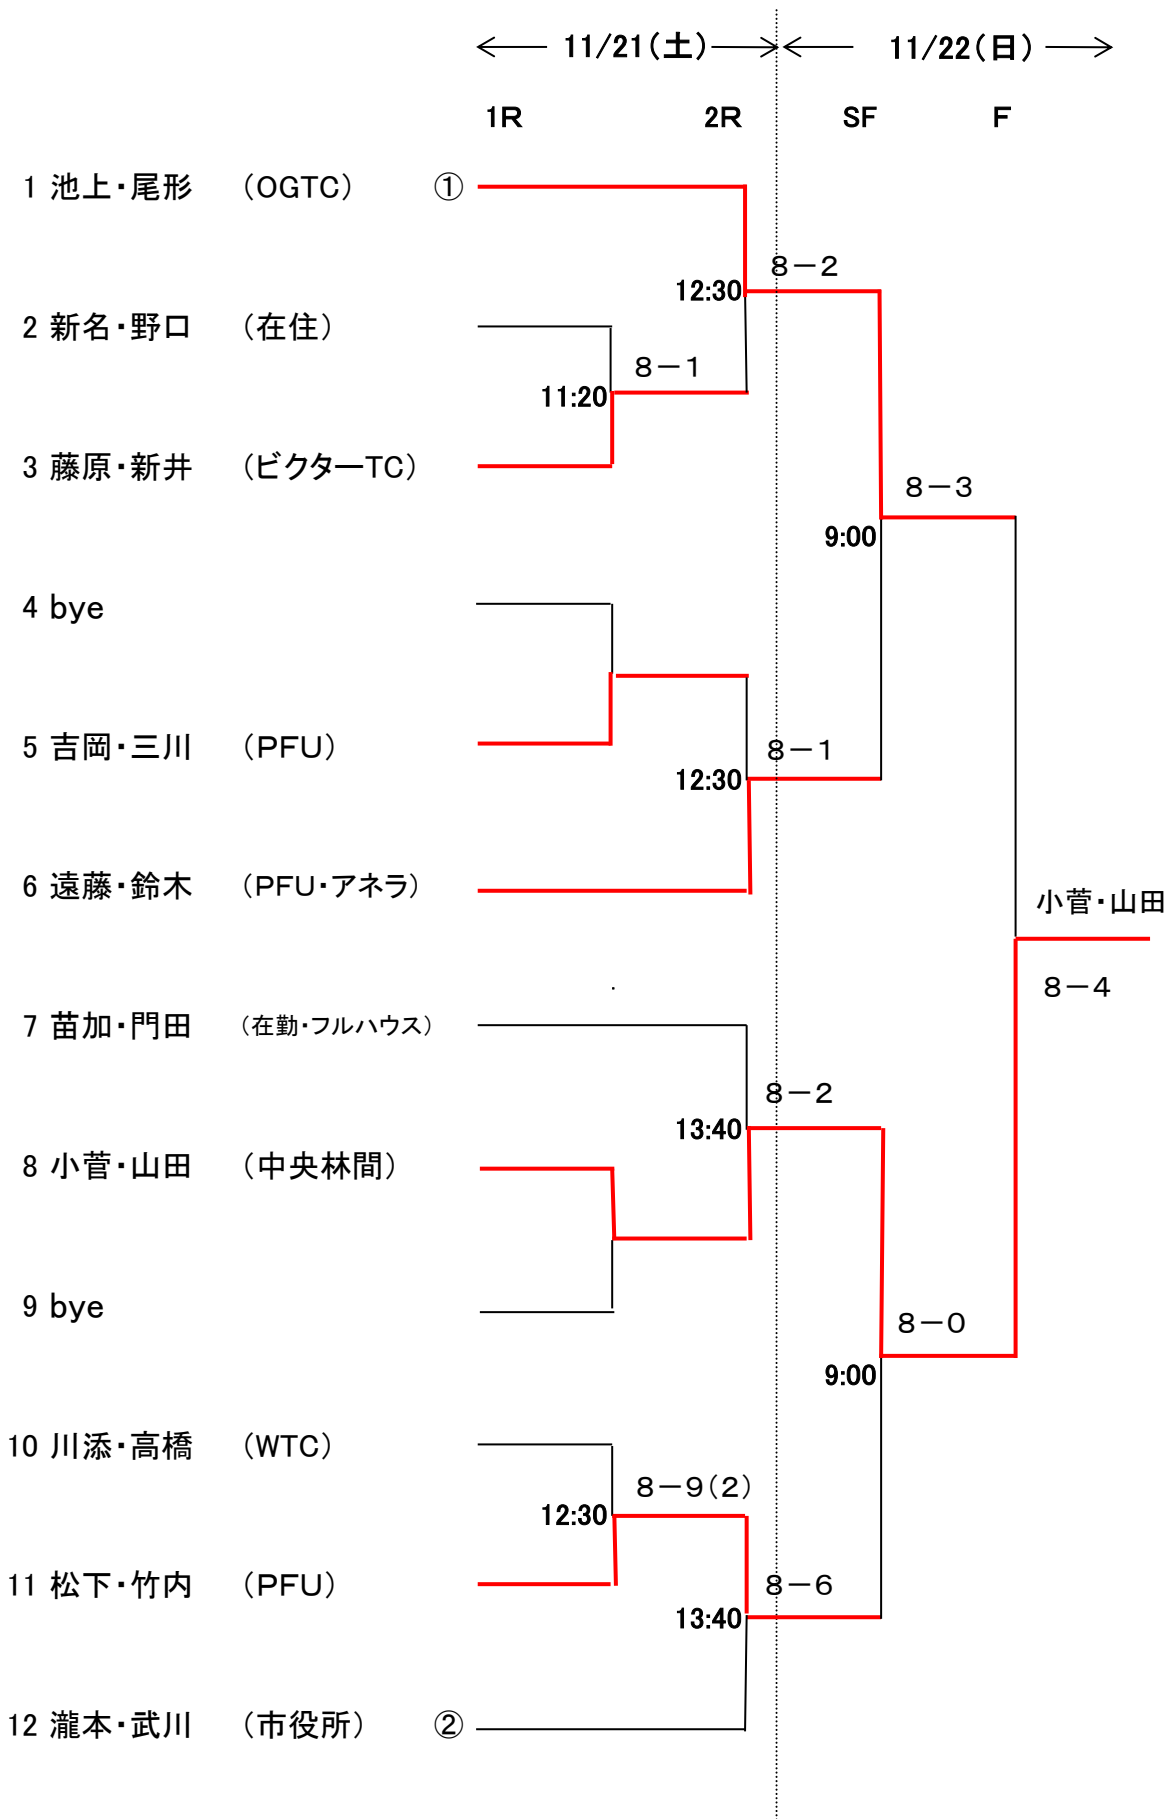 11/21(土) 11/22(日)
1R 2R SF F
1 池上・尾形 (OGTC) ①
8－2
12:30
2 新名・野口 (在住)
8－1
11:20
3 藤原・新井 (ビクターTC)
8－3
9:00
4 bye
5 吉岡・三川 (PFU)
8－1
12:30
6 遠藤・鈴木 (PFU・アネラ)
小菅・山田
8－4
7 苗加・門田 (在勤・フルハウス)
8－2
13:40
8 小菅・山田 (中央林間)
9 bye
8－0
9:00
10 川添・高橋 (WTC)
8－9(2)
12:30
11 松下・竹内 (PFU)
8－6
13:40
12 瀧本・武川 (市役所) ②